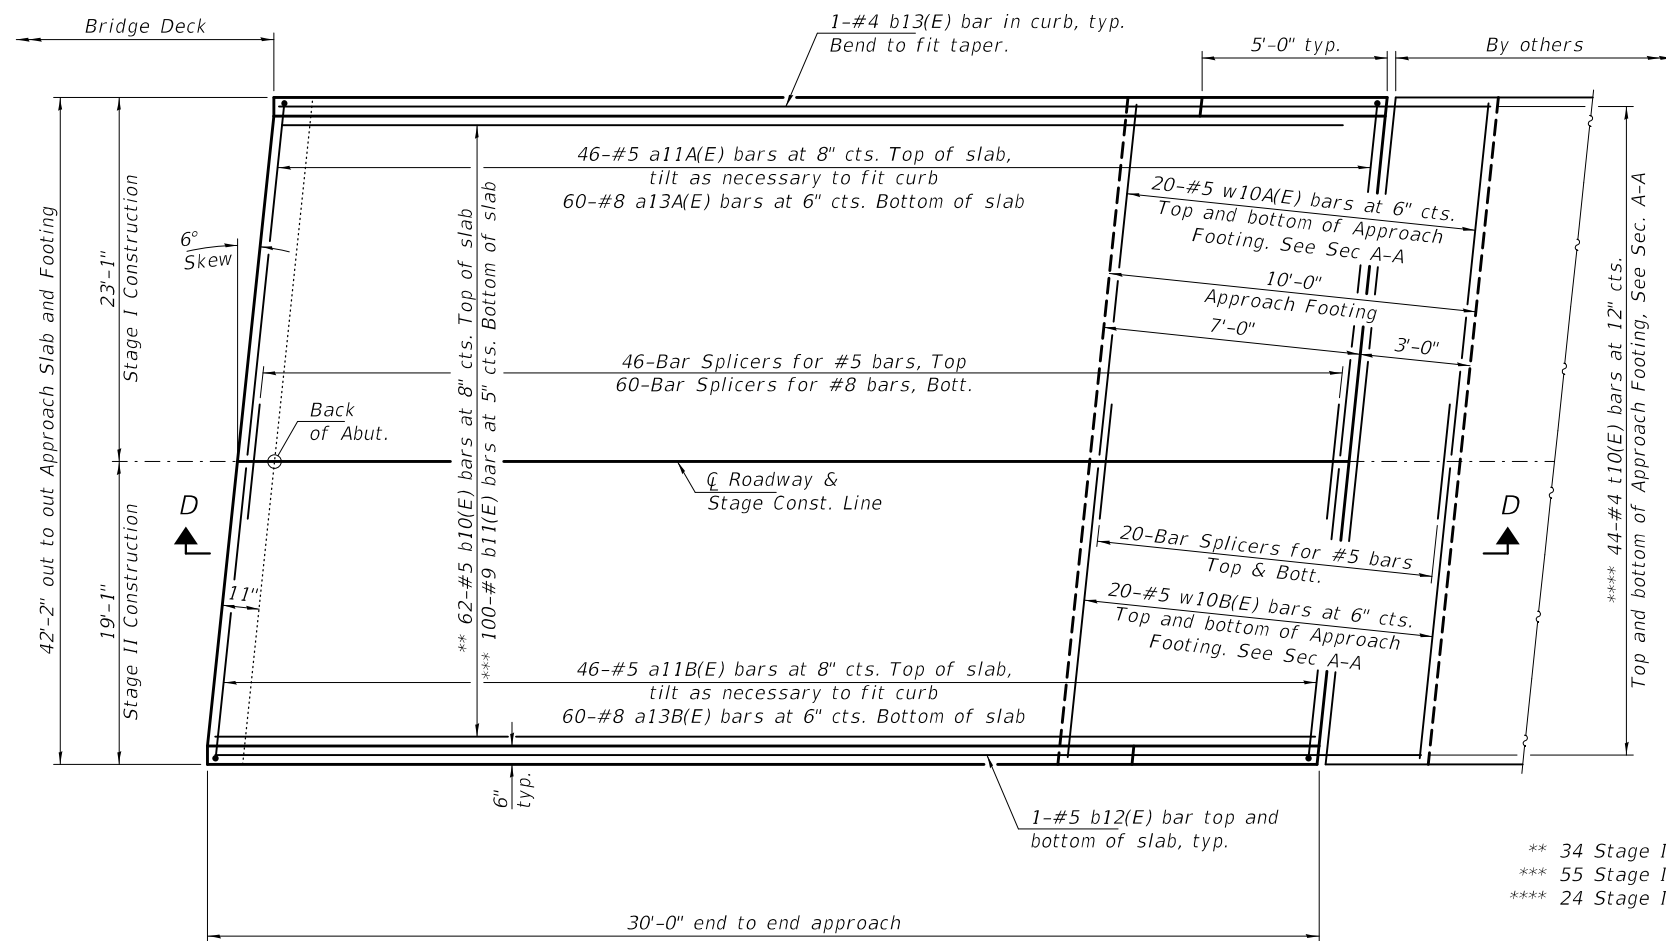 Bridge Deck
1-#4 b13(E) bar in curb, typ.
Bend to fit taper.
5'-0" typ.
By others
46-#5 a11A(E) bars at 8" cts. Top of slab,
tilt as necessary to fit curb
60-#8 a13A(E) bars at 6" cts. Bottom of slab
20-#5 w10A(E) bars at 6" cts.
Top and bottom of Approach
Footing. See Sec A-A
10'-0"
Approach Footing
7'-0"
3'-0"
42'-2" out to out Approach Slab and Footing
23'-1"
Stage I Construction
6°
Skew
** 62-#5 b10(E) bars at 8" cts. Top of slab
*** 100-#9 b11(E) bars at 5" cts. Bottom of slab
46-Bar Splicers for #5 bars, Top
60-Bar Splicers for #8 bars, Bott.
Back
of Abut.
℄ Roadway &
Stage Const. Line
D
D
19'-1"
Stage II Construction
11"
20-Bar Splicers for #5 bars
Top & Bott.
20-#5 w10B(E) bars at 6" cts.
Top and bottom of Approach
Footing. See Sec A-A
**** 44-#4 t10(E) bars at 12" cts.
Top and bottom of Approach Footing, See Sec. A-A
46-#5 a11B(E) bars at 8" cts. Top of slab,
tilt as necessary to fit curb
60-#8 a13B(E) bars at 6" cts. Bottom of slab
6"
typ.
1-#5 b12(E) bar top and
bottom of slab, typ.
** 34 Stage I
*** 55 Stage I
**** 24 Stage I
30'-0" end to end approach